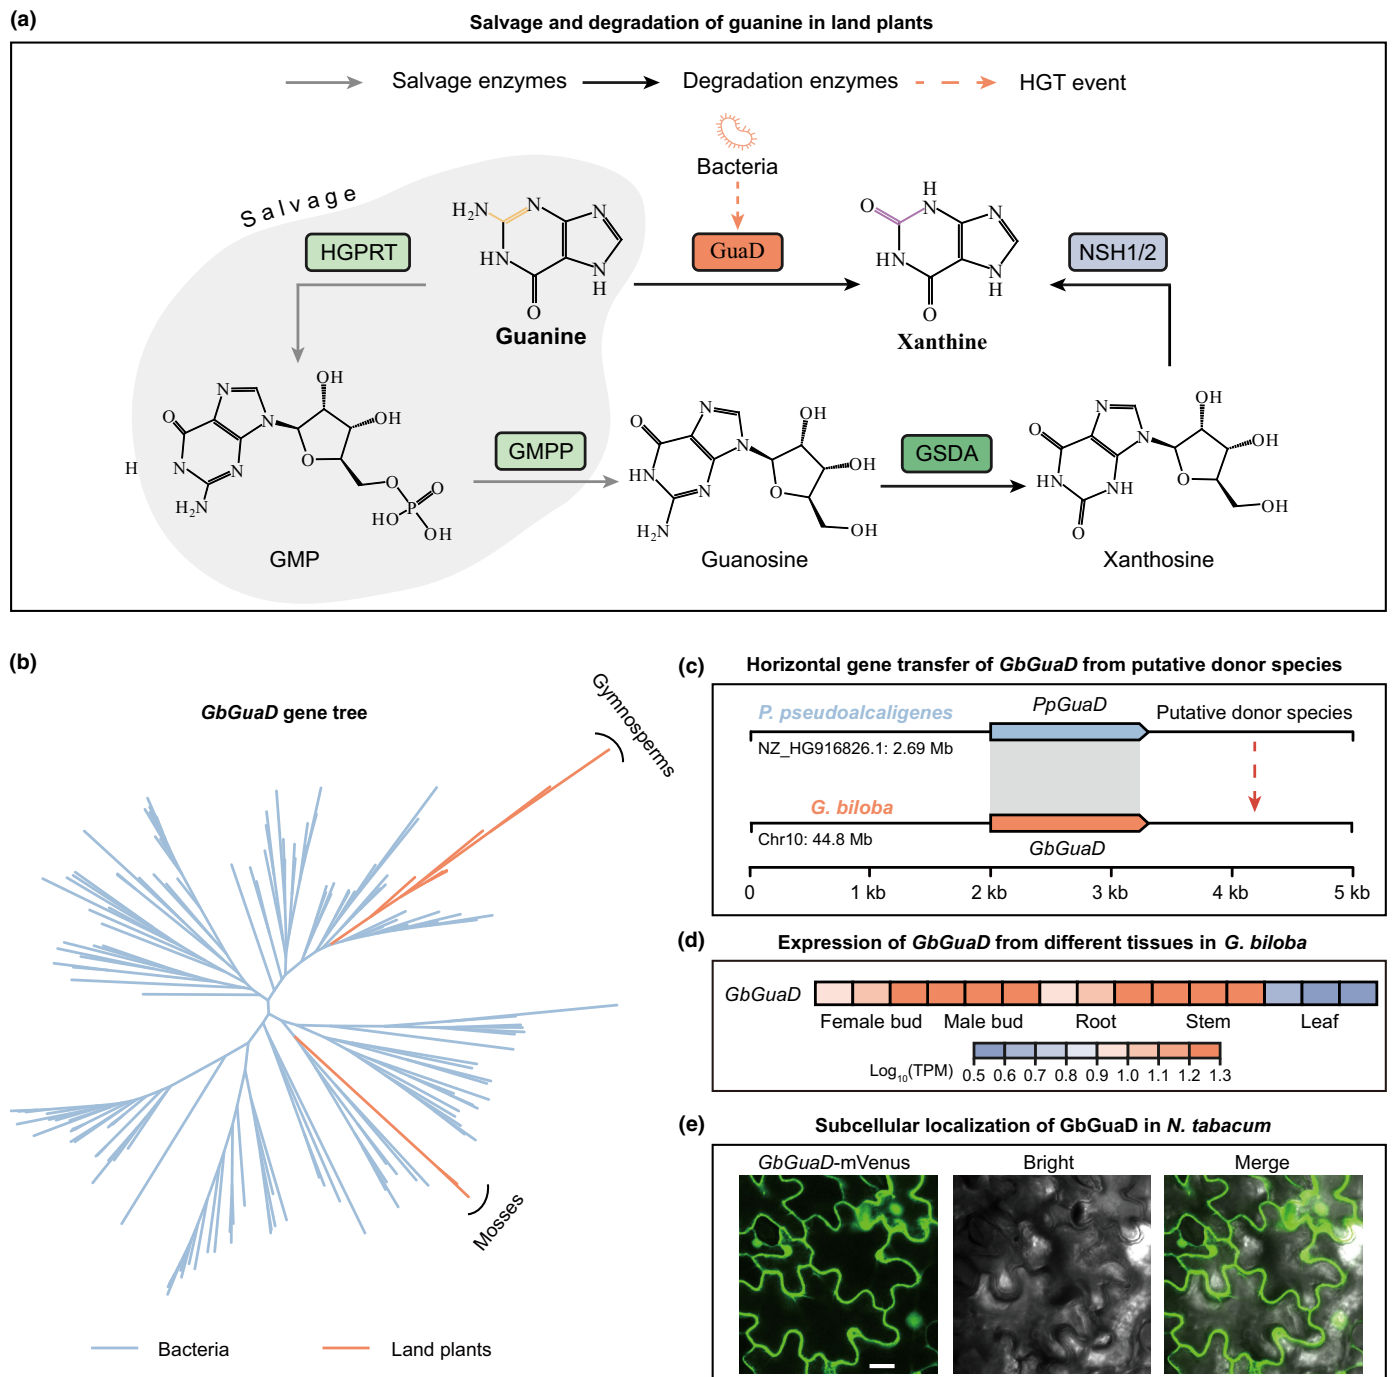 (a)
Salvage and degradation of guanine in land plants
Salvage enzymes
Degradation enzymes
HGT event
Bacteria
Salvage
HGPRT
GuaD
NSH1/2
H₂N
N
N
HN
N
H
O
Guanine
O
H
N
N
HN
N
H
O
Xanthine
O
N
N
OH
OH
H
N
N
H₂N
O
O
O
P
HO
OH
GMP
GMPP
O
N
N
OH
OH
HN
N
H₂N
O
OH
Guanosine
GSDA
O
N
N
OH
OH
HN
NH
O
O
OH
Xanthosine
(b)
GbGuaD gene tree
Gymnosperms
Mosses
Bacteria
Land plants
(c)
Horizontal gene transfer of GbGuaD from putative donor species
P. pseudoalcaligenes
PpGuaD
Putative donor species
NZ_HG916826.1: 2.69 Mb
G. biloba
Chr10: 44.8 Mb
GbGuaD
0 1 kb 2 kb 3 kb 4 kb 5 kb
(d)
Expression of GbGuaD from different tissues in G. biloba
GbGuaD
Female bud Male bud Root Stem Leaf
Log₁₀(TPM) 0.5 0.6 0.7 0.8 0.9 1.0 1.1 1.2 1.3
(e)
Subcellular localization of GbGuaD in N. tabacum
GbGuaD-mVenus Bright Merge